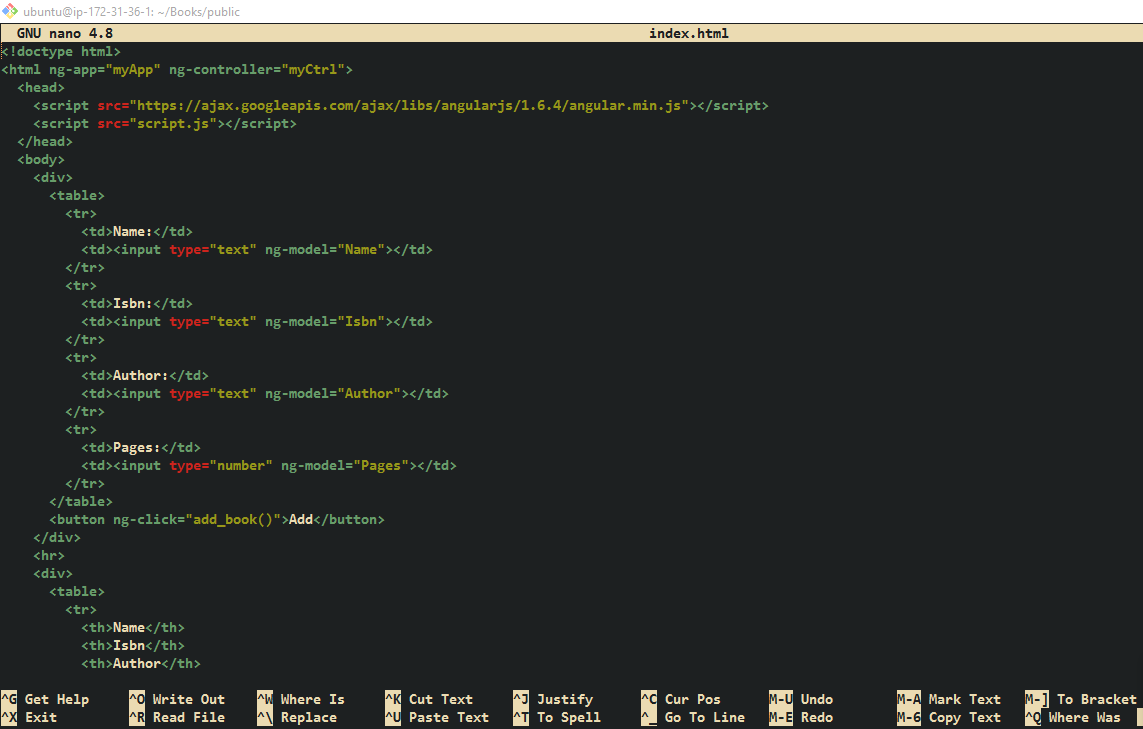 ubuntu@ip-172-31-36-1: ~/Books/public
GNU nano 4.8 index.html
<!doctype html>
<html ng-app="myApp" ng-controller="myCtrl">
  <head>
    <script src="https://ajax.googleapis.com/ajax/libs/angularjs/1.6.4/angular.min.js"></script>
    <script src="script.js"></script>
  </head>
  <body>
    <div>
      <table>
        <tr>
          <td>Name:</td>
          <td><input type="text" ng-model="Name"></td>
        </tr>
        <tr>
          <td>Isbn:</td>
          <td><input type="text" ng-model="Isbn"></td>
        </tr>
        <tr>
          <td>Author:</td>
          <td><input type="text" ng-model="Author"></td>
        </tr>
        <tr>
          <td>Pages:</td>
          <td><input type="number" ng-model="Pages"></td>
        </tr>
      </table>
      <button ng-click="add_book()">Add</button>
    </div>
    <hr>
    <div>
      <table>
        <tr>
          <th>Name</th>
          <th>Isbn</th>
          <th>Author</th>
^G Get Help ^O Write Out ^W Where Is ^K Cut Text ^J Justify ^C Cur Pos M-U Undo M-A Mark Text M-] To Bracket
^X Exit ^R Read File ^\ Replace ^U Paste Text ^T To Spell ^_ Go To Line M-E Redo M-6 Copy Text ^Q Where Was